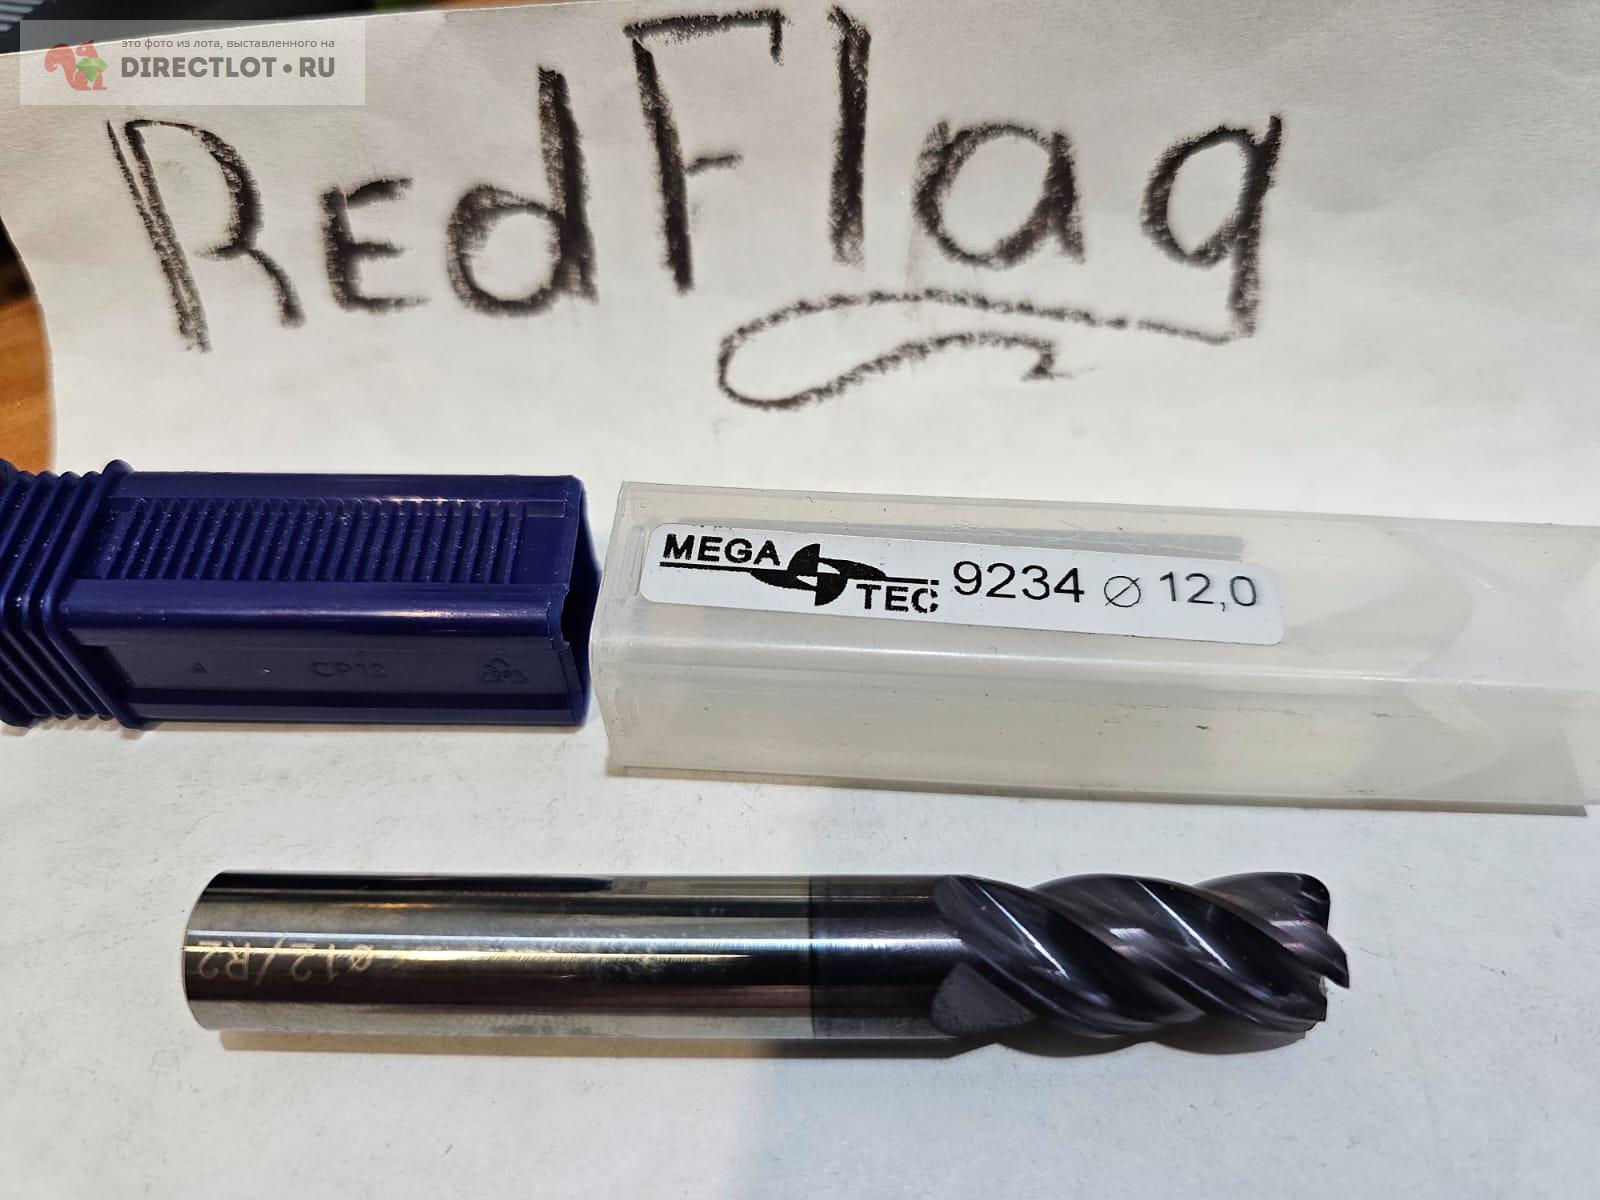 это фото из лота, выставленного на
DIRECTLOT•RU
RedFlag
MEGA TEC 9234 ⌀ 12,0
CP12
⌀12/R2